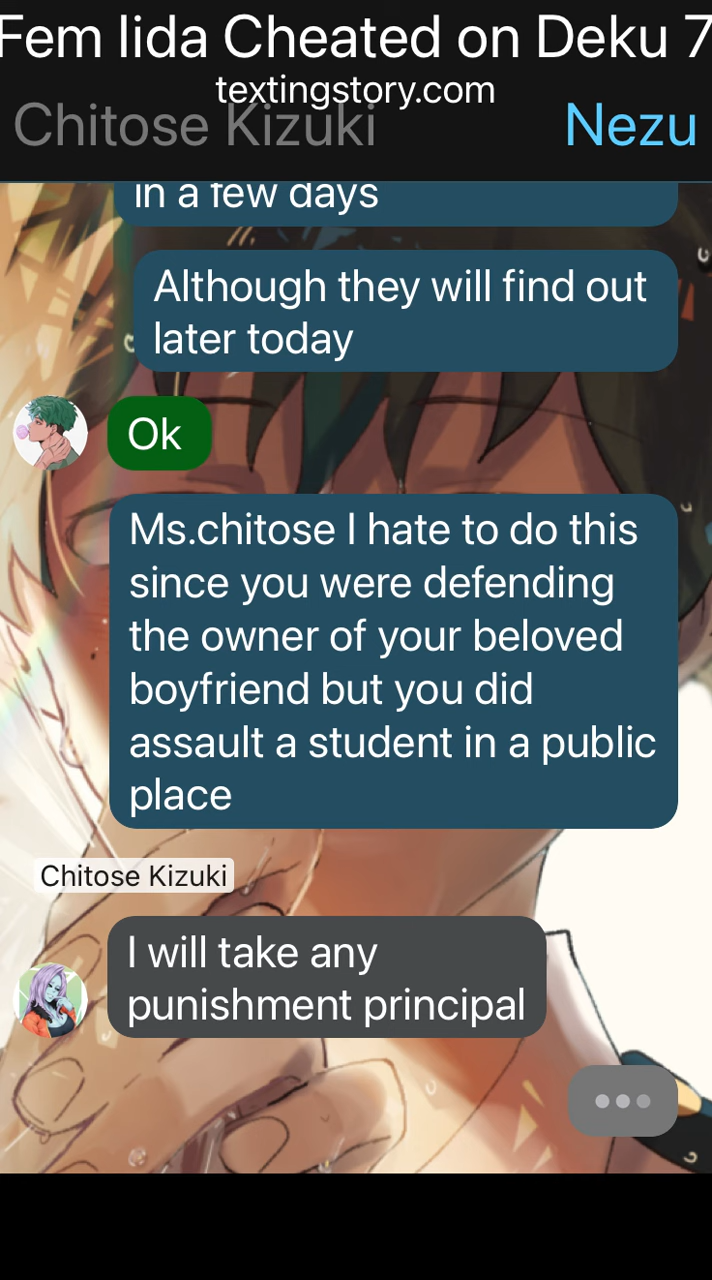 Fem Iida Cheated on Deku 7
textingstory.com
Chitose Kizuki
Nezu
in a few days
Although they will find out
later today
Ok
Ms.chitose I hate to do this
since you were defending
the owner of your beloved
boyfriend but you did
assault a student in a public
place
Chitose Kizuki
I will take any
punishment principal